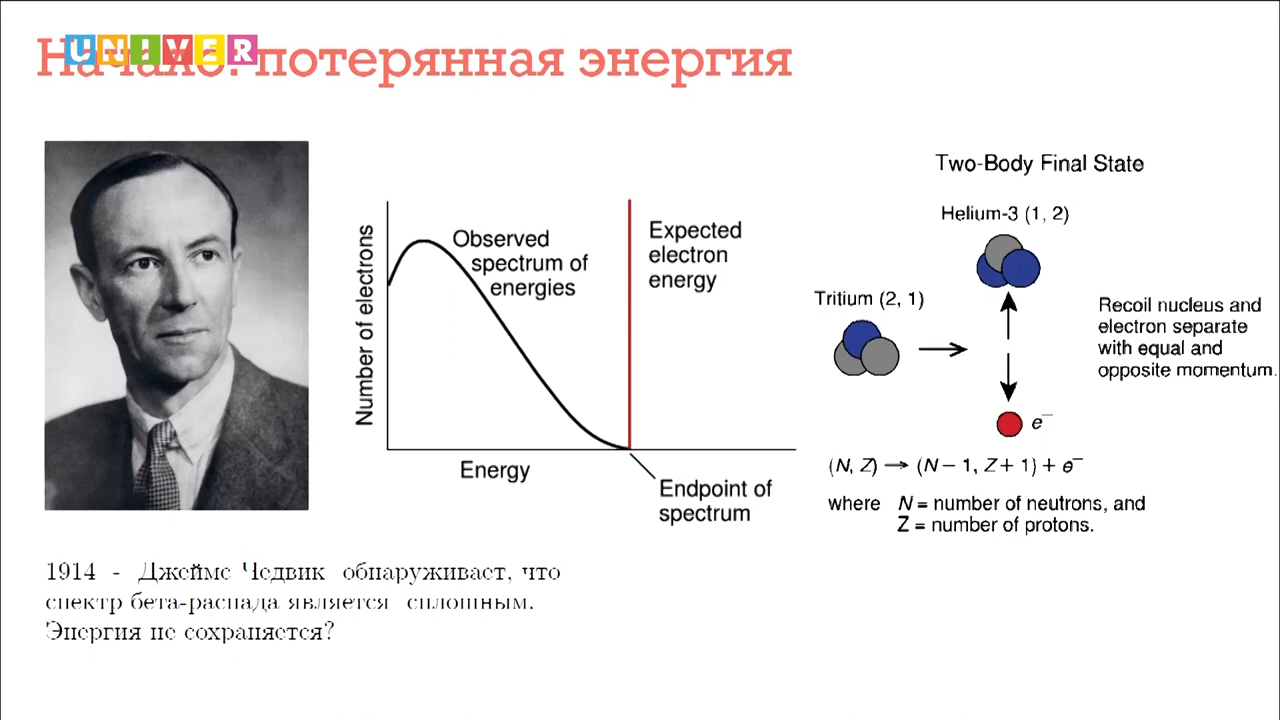 Начало: потерянная энергия
UNIVER
Observed
spectrum of
energies
Expected
electron
energy
Number of electrons
Energy
Endpoint of
spectrum
Two-Body Final State
Helium-3 (1, 2)
Tritium (2, 1)
Recoil nucleus and
electron separate
with equal and
opposite momentum.
e⁻
(N, Z) → (N − 1, Z + 1) + e⁻
where N = number of neutrons, and
Z = number of protons.
1914 - Джеймс Чедвик обнаруживает, что
спектр бета-распада является сплошным.
Энергия не сохраняется?